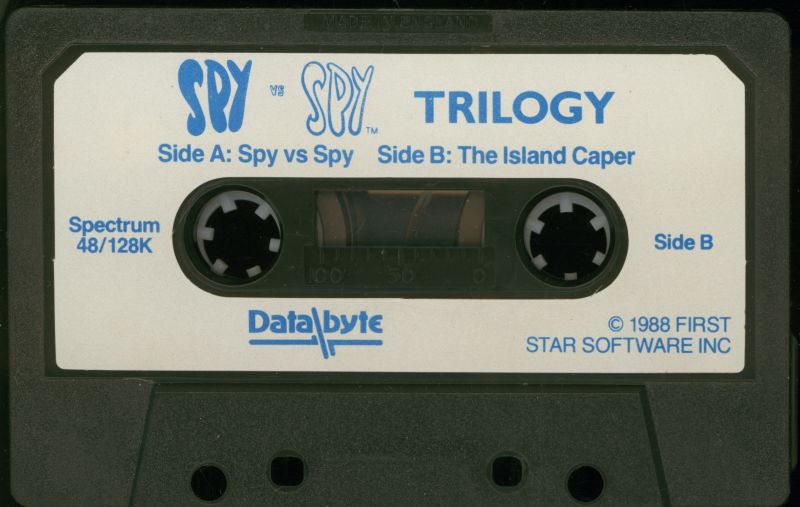 MADE IN ENGLAND
SPY vs SPY™ TRILOGY
Side A: Spy vs Spy Side B: The Island Caper
Spectrum
48/128K
Side B
100 50 0
Databyte
© 1988 FIRST
STAR SOFTWARE INC